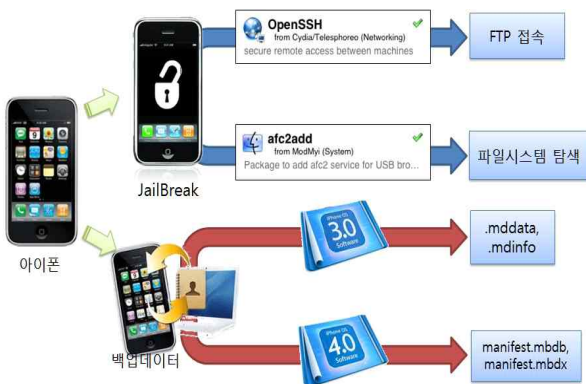 OpenSSH
from Cydia/Telesphoreo (Networking)
secure remote access between machines
FTP 접속
afc2add
from ModMyi (System)
Package to add afc2 service for USB bro...
파일시스템 탐색
JailBreak
아이폰
iPhone OS
3.0
Software
.mddata,
.mdinfo
백업데이터
iPhone OS
4.0
Software
manifest.mbdb,
manifest.mbdx